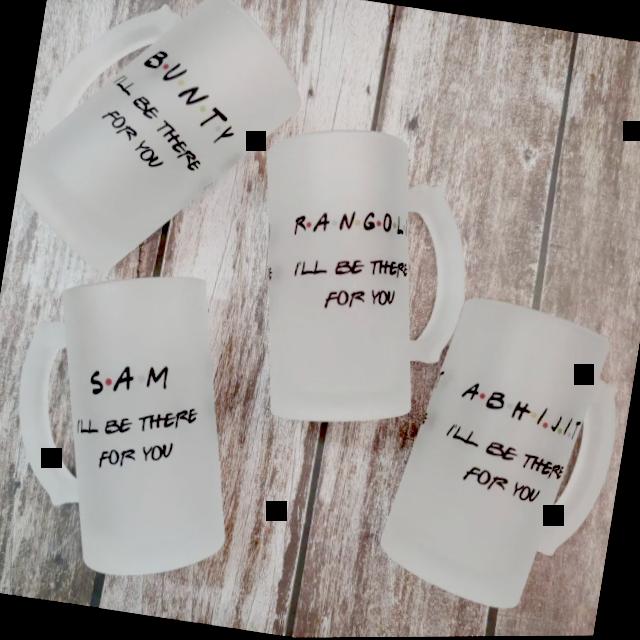 B·U·N·T·Y
I'LL BE THERE
FOR YOU
R·A·N·G·O·L
I'LL BE THERE
FOR YOU
S·A·M
I'LL BE THERE
FOR YOU
A·B·H·I·J·I·T
I'LL BE THERE
FOR YOU